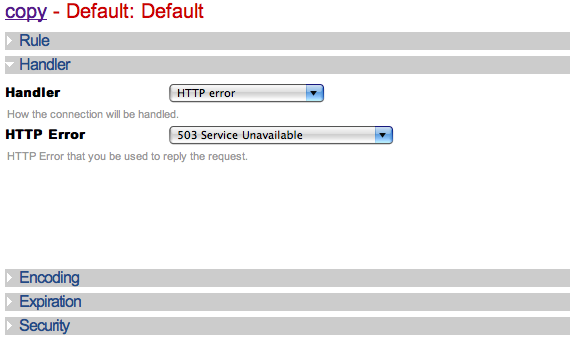 copy - Default: Default
Rule
Handler
Handler HTTP error
How the connection will be handled.
HTTP Error 503 Service Unavailable
HTTP Error that you be used to reply the request.
Encoding
Expiration
Security